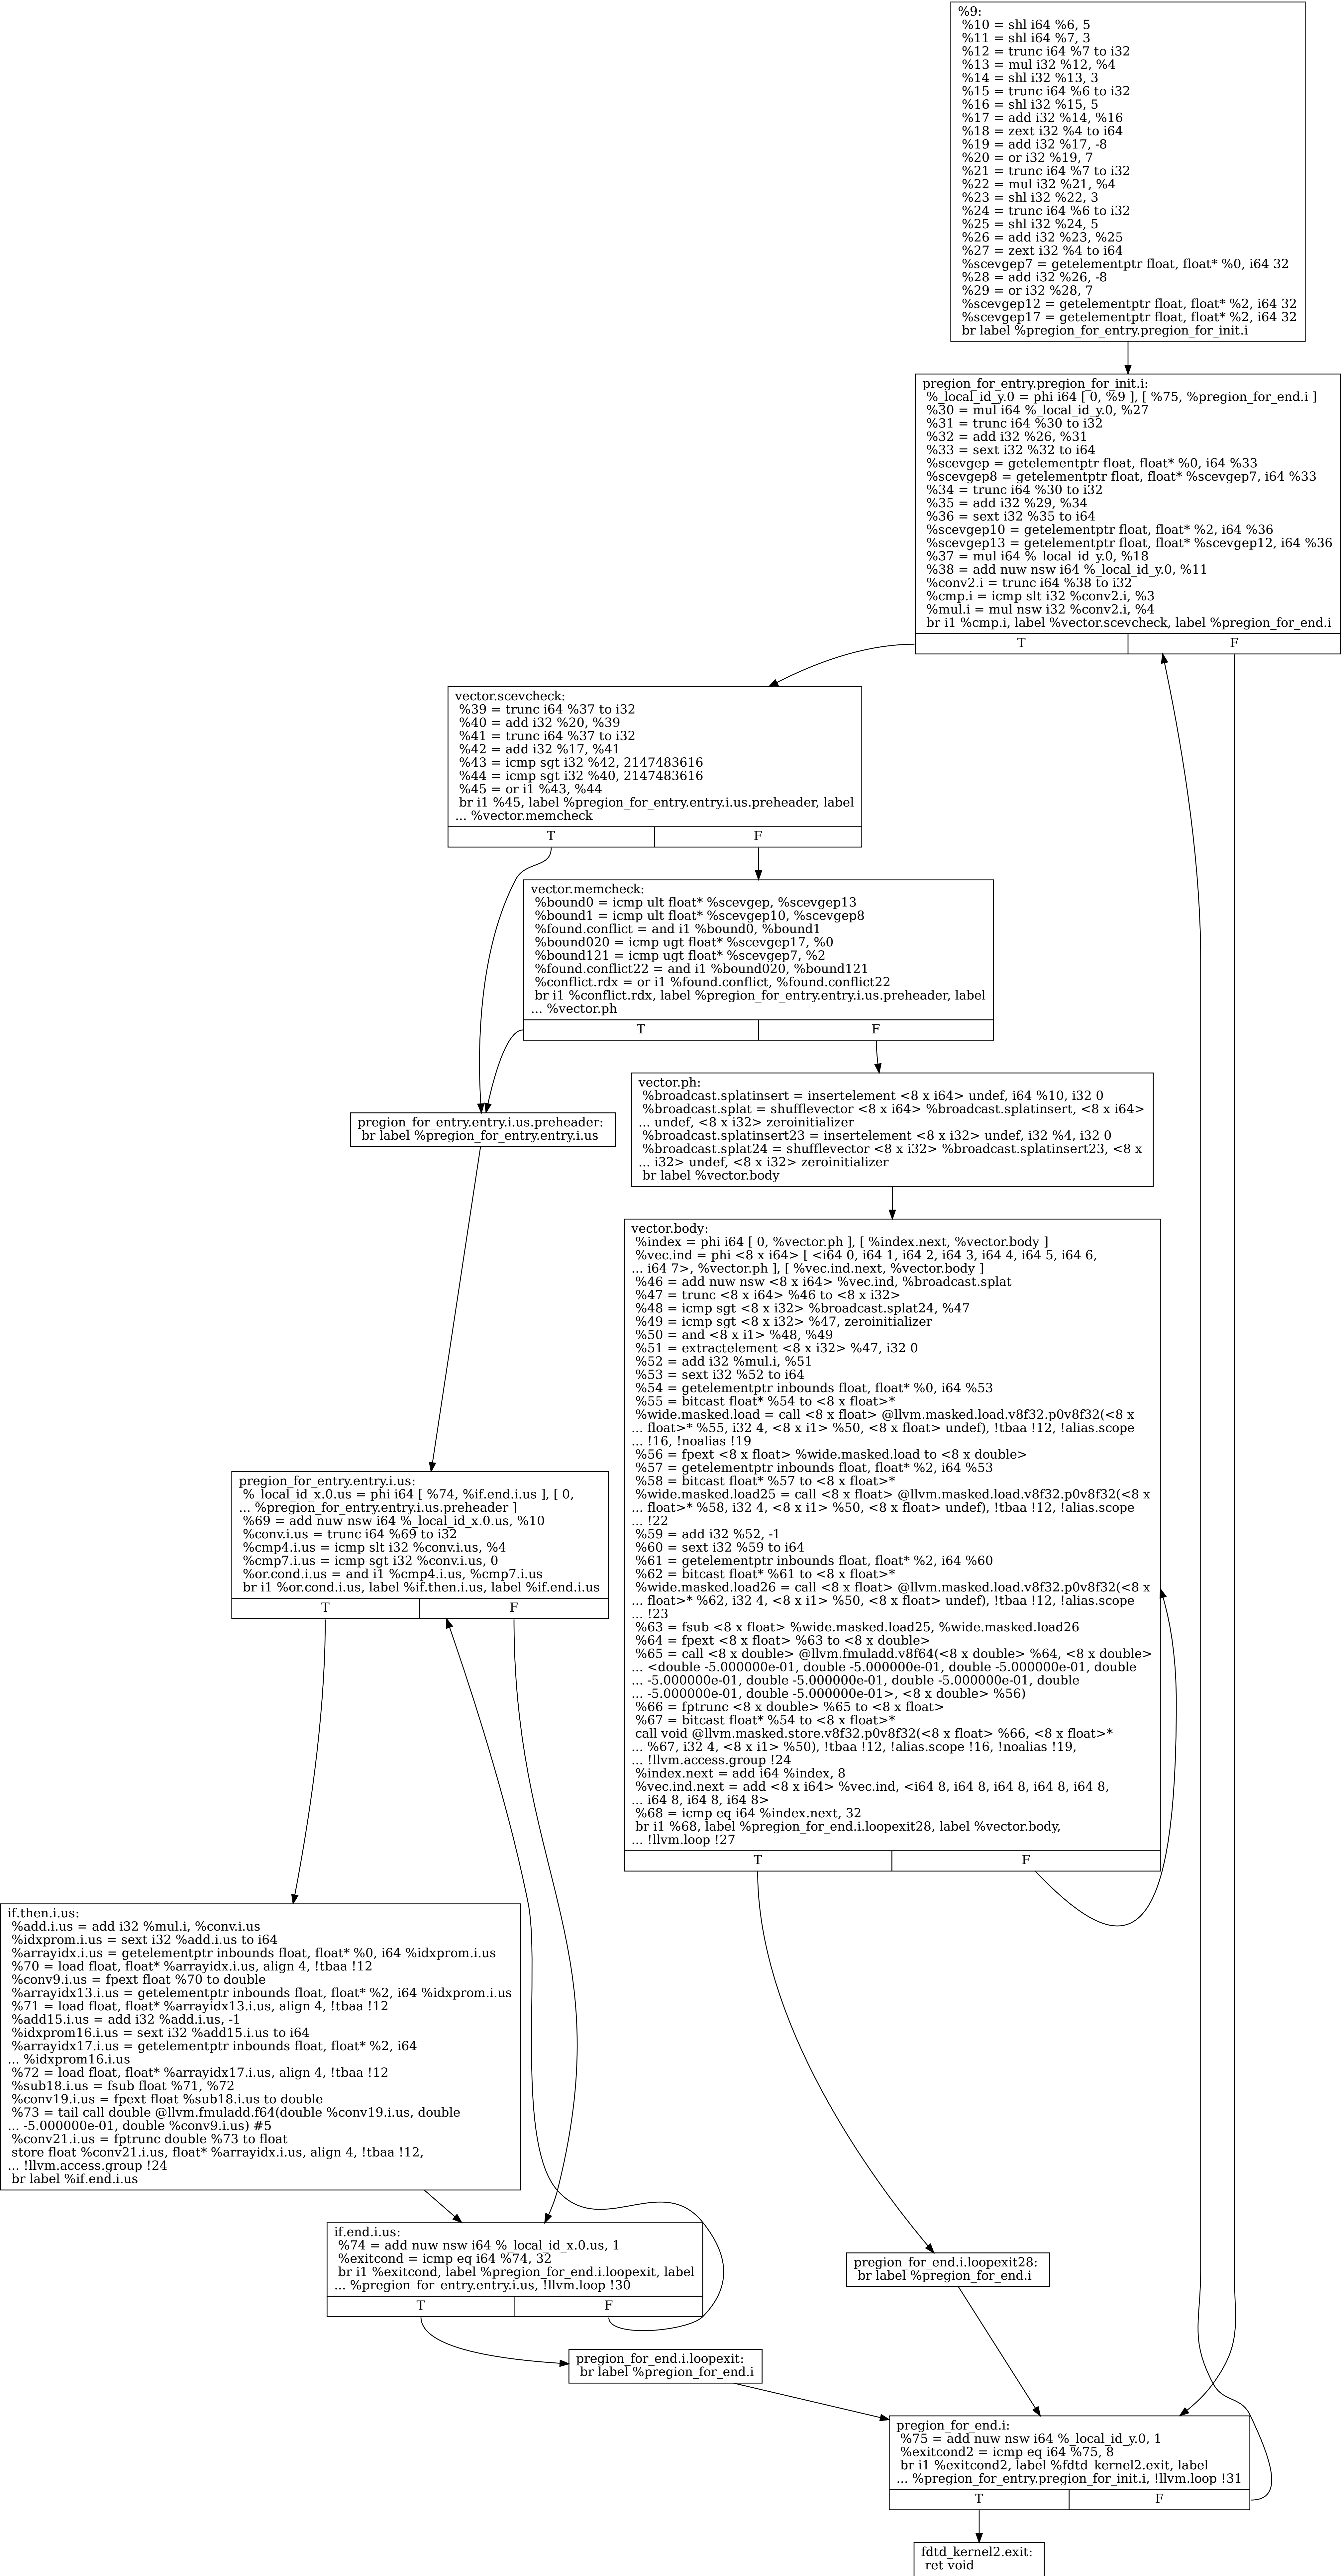 %9:
%10 = shl i64 %6, 5
%11 = shl i64 %7, 3
%12 = trunc i64 %7 to i32
%13 = mul i32 %12, %4
%14 = shl i32 %13, 3
%15 = trunc i64 %6 to i32
%16 = shl i32 %15, 5
%17 = add i32 %14, %16
%18 = zext i32 %4 to i64
%19 = add i32 %17, -8
%20 = or i32 %19, 7
%21 = trunc i64 %7 to i32
%22 = mul i32 %21, %4
%23 = shl i32 %22, 3
%24 = trunc i64 %6 to i32
%25 = shl i32 %24, 5
%26 = add i32 %23, %25
%27 = zext i32 %4 to i64
%scevgep7 = getelementptr float, float* %0, i64 32
%28 = add i32 %26, -8
%29 = or i32 %28, 7
%scevgep12 = getelementptr float, float* %2, i64 32
%scevgep17 = getelementptr float, float* %2, i64 32
br label %pregion_for_entry.pregion_for_init.i
pregion_for_entry.pregion_for_init.i:
%_local_id_y.0 = phi i64 [ 0, %9 ], [ %75, %pregion_for_end.i ]
%30 = mul i64 %_local_id_y.0, %27
%31 = trunc i64 %30 to i32
%32 = add i32 %26, %31
%33 = sext i32 %32 to i64
%scevgep = getelementptr float, float* %0, i64 %33
%scevgep8 = getelementptr float, float* %scevgep7, i64 %33
%34 = trunc i64 %30 to i32
%35 = add i32 %29, %34
%36 = sext i32 %35 to i64
%scevgep10 = getelementptr float, float* %2, i64 %36
%scevgep13 = getelementptr float, float* %scevgep12, i64 %36
%37 = mul i64 %_local_id_y.0, %18
%38 = add nuw nsw i64 %_local_id_y.0, %11
%conv2.i = trunc i64 %38 to i32
%cmp.i = icmp slt i32 %conv2.i, %3
%mul.i = mul nsw i32 %conv2.i, %4
br i1 %cmp.i, label %vector.scevcheck, label %pregion_for_end.i
T F
vector.scevcheck:
%39 = trunc i64 %37 to i32
%40 = add i32 %20, %39
%41 = trunc i64 %37 to i32
%42 = add i32 %17, %41
%43 = icmp sgt i32 %42, 2147483616
%44 = icmp sgt i32 %40, 2147483616
%45 = or i1 %43, %44
br i1 %45, label %pregion_for_entry.entry.i.us.preheader, label
... %vector.memcheck
T F
vector.memcheck:
%bound0 = icmp ult float* %scevgep, %scevgep13
%bound1 = icmp ult float* %scevgep10, %scevgep8
%found.conflict = and i1 %bound0, %bound1
%bound020 = icmp ugt float* %scevgep17, %0
%bound121 = icmp ugt float* %scevgep7, %2
%found.conflict22 = and i1 %bound020, %bound121
%conflict.rdx = or i1 %found.conflict, %found.conflict22
br i1 %conflict.rdx, label %pregion_for_entry.entry.i.us.preheader, label
... %vector.ph
T F
vector.ph:
%broadcast.splatinsert = insertelement <8 x i64> undef, i64 %10, i32 0
%broadcast.splat = shufflevector <8 x i64> %broadcast.splatinsert, <8 x i64>
... undef, <8 x i32> zeroinitializer
%broadcast.splatinsert23 = insertelement <8 x i32> undef, i32 %4, i32 0
%broadcast.splat24 = shufflevector <8 x i32> %broadcast.splatinsert23, <8 x
... i32> undef, <8 x i32> zeroinitializer
br label %vector.body
pregion_for_entry.entry.i.us.preheader:
br label %pregion_for_entry.entry.i.us
vector.body:
%index = phi i64 [ 0, %vector.ph ], [ %index.next, %vector.body ]
%vec.ind = phi <8 x i64> [ <i64 0, i64 1, i64 2, i64 3, i64 4, i64 5, i64 6,
... i64 7>, %vector.ph ], [ %vec.ind.next, %vector.body ]
%46 = add nuw nsw <8 x i64> %vec.ind, %broadcast.splat
%47 = trunc <8 x i64> %46 to <8 x i32>
%48 = icmp sgt <8 x i32> %broadcast.splat24, %47
%49 = icmp sgt <8 x i32> %47, zeroinitializer
%50 = and <8 x i1> %48, %49
%51 = extractelement <8 x i32> %47, i32 0
%52 = add i32 %mul.i, %51
%53 = sext i32 %52 to i64
%54 = getelementptr inbounds float, float* %0, i64 %53
%55 = bitcast float* %54 to <8 x float>*
%wide.masked.load = call <8 x float> @llvm.masked.load.v8f32.p0v8f32(<8 x
... float>* %55, i32 4, <8 x i1> %50, <8 x float> undef), !tbaa !12, !alias.scope
... !16, !noalias !19
%56 = fpext <8 x float> %wide.masked.load to <8 x double>
%57 = getelementptr inbounds float, float* %2, i64 %53
%58 = bitcast float* %57 to <8 x float>*
%wide.masked.load25 = call <8 x float> @llvm.masked.load.v8f32.p0v8f32(<8 x
... float>* %58, i32 4, <8 x i1> %50, <8 x float> undef), !tbaa !12, !alias.scope
... !22
%59 = add i32 %52, -1
%60 = sext i32 %59 to i64
%61 = getelementptr inbounds float, float* %2, i64 %60
%62 = bitcast float* %61 to <8 x float>*
%wide.masked.load26 = call <8 x float> @llvm.masked.load.v8f32.p0v8f32(<8 x
... float>* %62, i32 4, <8 x i1> %50, <8 x float> undef), !tbaa !12, !alias.scope
... !23
%63 = fsub <8 x float> %wide.masked.load25, %wide.masked.load26
%64 = fpext <8 x float> %63 to <8 x double>
%65 = call <8 x double> @llvm.fmuladd.v8f64(<8 x double> %64, <8 x double>
... <double -5.000000e-01, double -5.000000e-01, double -5.000000e-01, double
... -5.000000e-01, double -5.000000e-01, double -5.000000e-01, double
... -5.000000e-01, double -5.000000e-01>, <8 x double> %56)
%66 = fptrunc <8 x double> %65 to <8 x float>
%67 = bitcast float* %54 to <8 x float>*
call void @llvm.masked.store.v8f32.p0v8f32(<8 x float> %66, <8 x float>*
... %67, i32 4, <8 x i1> %50), !tbaa !12, !alias.scope !16, !noalias !19,
... !llvm.access.group !24
%index.next = add i64 %index, 8
%vec.ind.next = add <8 x i64> %vec.ind, <i64 8, i64 8, i64 8, i64 8, i64 8,
... i64 8, i64 8, i64 8>
%68 = icmp eq i64 %index.next, 32
br i1 %68, label %pregion_for_end.i.loopexit28, label %vector.body,
... !llvm.loop !27
T F
pregion_for_entry.entry.i.us:
%_local_id_x.0.us = phi i64 [ %74, %if.end.i.us ], [ 0,
... %pregion_for_entry.entry.i.us.preheader ]
%69 = add nuw nsw i64 %_local_id_x.0.us, %10
%conv.i.us = trunc i64 %69 to i32
%cmp4.i.us = icmp slt i32 %conv.i.us, %4
%cmp7.i.us = icmp sgt i32 %conv.i.us, 0
%or.cond.i.us = and i1 %cmp4.i.us, %cmp7.i.us
br i1 %or.cond.i.us, label %if.then.i.us, label %if.end.i.us
T F
if.then.i.us:
%add.i.us = add i32 %mul.i, %conv.i.us
%idxprom.i.us = sext i32 %add.i.us to i64
%arrayidx.i.us = getelementptr inbounds float, float* %0, i64 %idxprom.i.us
%70 = load float, float* %arrayidx.i.us, align 4, !tbaa !12
%conv9.i.us = fpext float %70 to double
%arrayidx13.i.us = getelementptr inbounds float, float* %2, i64 %idxprom.i.us
%71 = load float, float* %arrayidx13.i.us, align 4, !tbaa !12
%add15.i.us = add i32 %add.i.us, -1
%idxprom16.i.us = sext i32 %add15.i.us to i64
%arrayidx17.i.us = getelementptr inbounds float, float* %2, i64
... %idxprom16.i.us
%72 = load float, float* %arrayidx17.i.us, align 4, !tbaa !12
%sub18.i.us = fsub float %71, %72
%conv19.i.us = fpext float %sub18.i.us to double
%73 = tail call double @llvm.fmuladd.f64(double %conv19.i.us, double
... -5.000000e-01, double %conv9.i.us) #5
%conv21.i.us = fptrunc double %73 to float
store float %conv21.i.us, float* %arrayidx.i.us, align 4, !tbaa !12,
... !llvm.access.group !24
br label %if.end.i.us
if.end.i.us:
%74 = add nuw nsw i64 %_local_id_x.0.us, 1
%exitcond = icmp eq i64 %74, 32
br i1 %exitcond, label %pregion_for_end.i.loopexit, label
... %pregion_for_entry.entry.i.us, !llvm.loop !30
T F
pregion_for_end.i.loopexit28:
br label %pregion_for_end.i
pregion_for_end.i.loopexit:
br label %pregion_for_end.i
pregion_for_end.i:
%75 = add nuw nsw i64 %_local_id_y.0, 1
%exitcond2 = icmp eq i64 %75, 8
br i1 %exitcond2, label %fdtd_kernel2.exit, label
... %pregion_for_entry.pregion_for_init.i, !llvm.loop !31
T F
fdtd_kernel2.exit:
ret void